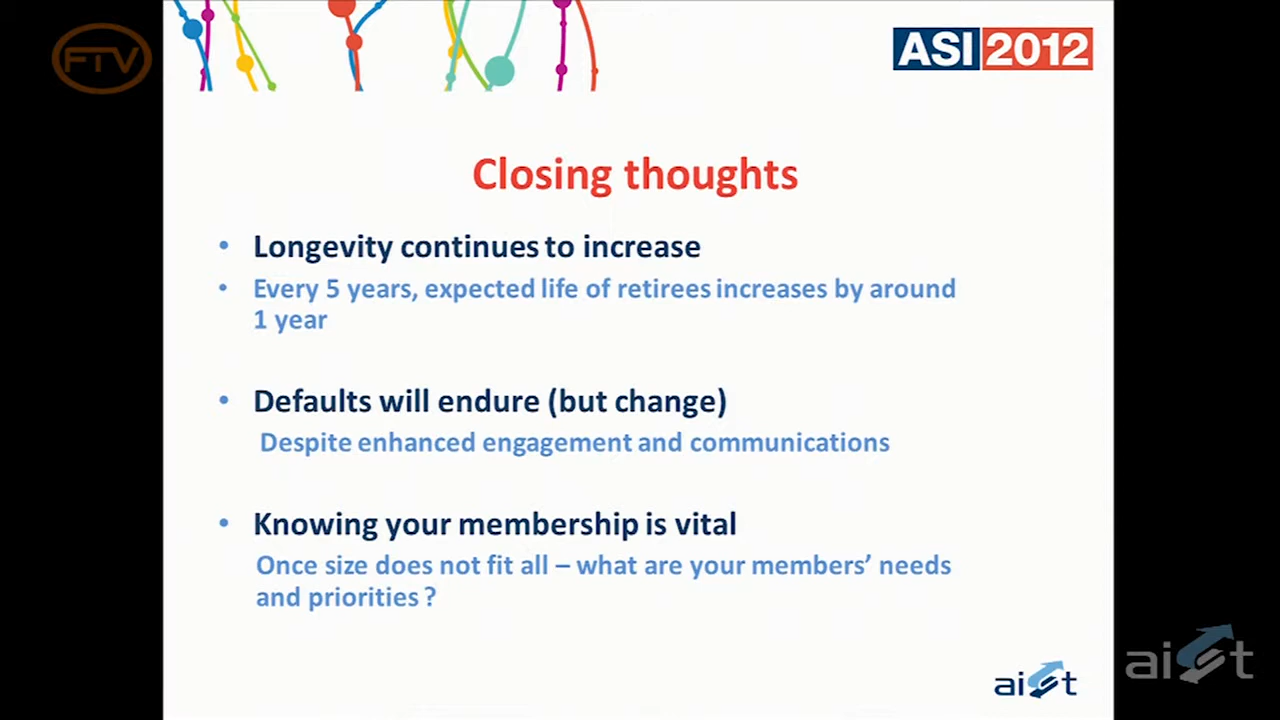 FTV
ASI 2012
Closing thoughts
• Longevity continues to increase
• Every 5 years, expected life of retirees increases by around
1 year
• Defaults will endure (but change)
Despite enhanced engagement and communications
• Knowing your membership is vital
Once size does not fit all – what are your members’ needs
and priorities ?
aist
aist